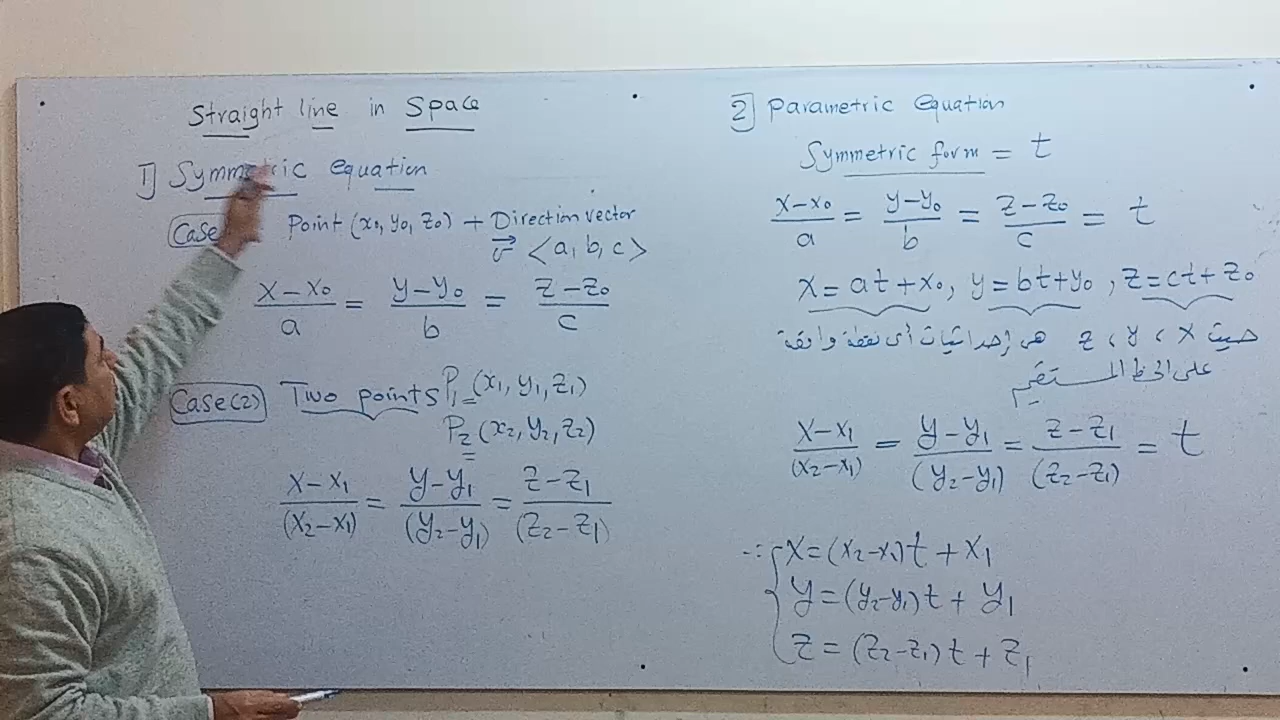 Straight line in Space
1] Symmetric equation
Case
Point (x₀, y₀, z₀) + Direction vector
v⃗ <a, b, c>
(x−x₀)/a = (y−y₀)/b = (z−z₀)/c
Case(2) Two points P₁(x₁, y₁, z₁)
P₂(x₂, y₂, z₂)
(x−x₁)/(x₂−x₁) = (y−y₁)/(y₂−y₁) = (z−z₁)/(z₂−z₁)
2] Parametric equation
Symmetric form = t
(x−x₀)/a = (y−y₀)/b = (z−z₀)/c = t
x=at+x₀, y=bt+y₀, z=ct+z₀
حيث x، y، z هى إحداثيات أى نقطة واقعة
على الخط المستقيم
(x−x₁)/(x₂−x₁) = (y−y₁)/(y₂−y₁) = (z−z₁)/(z₂−z₁) = t
∴ { x=(x₂−x₁)t + x₁
y=(y₂−y₁)t + y₁
z=(z₂−z₁)t + z₁